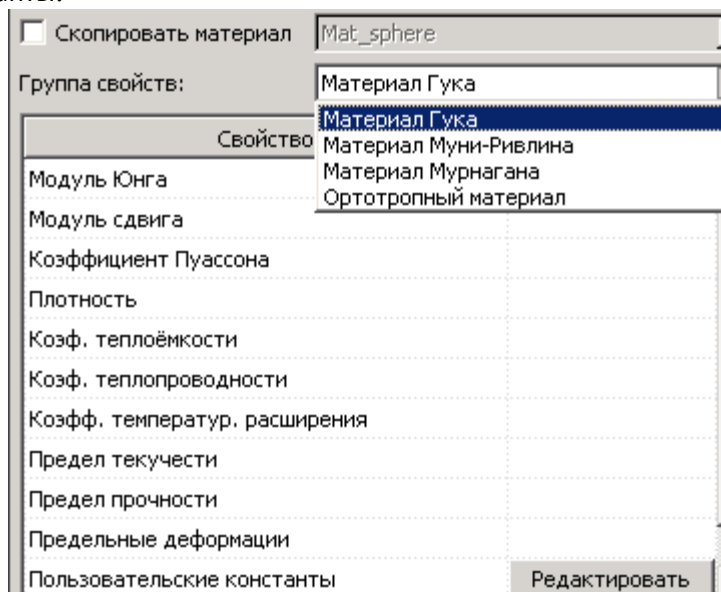 Скопировать материал Mat_sphere
Группа свойств: Материал Гука
Материал Гука
Свойство
Материал Муни-Ривлина
Материал Мурнагана
Модуль Юнга
Ортотропный материал
Модуль сдвига
Коэффициент Пуассона
Плотность
Коэф. теплоёмкости
Коэф. теплопроводности
Коэфф. температур. расширения
Предел текучести
Предел прочности
Предельные деформации
Пользовательские константы Редактировать